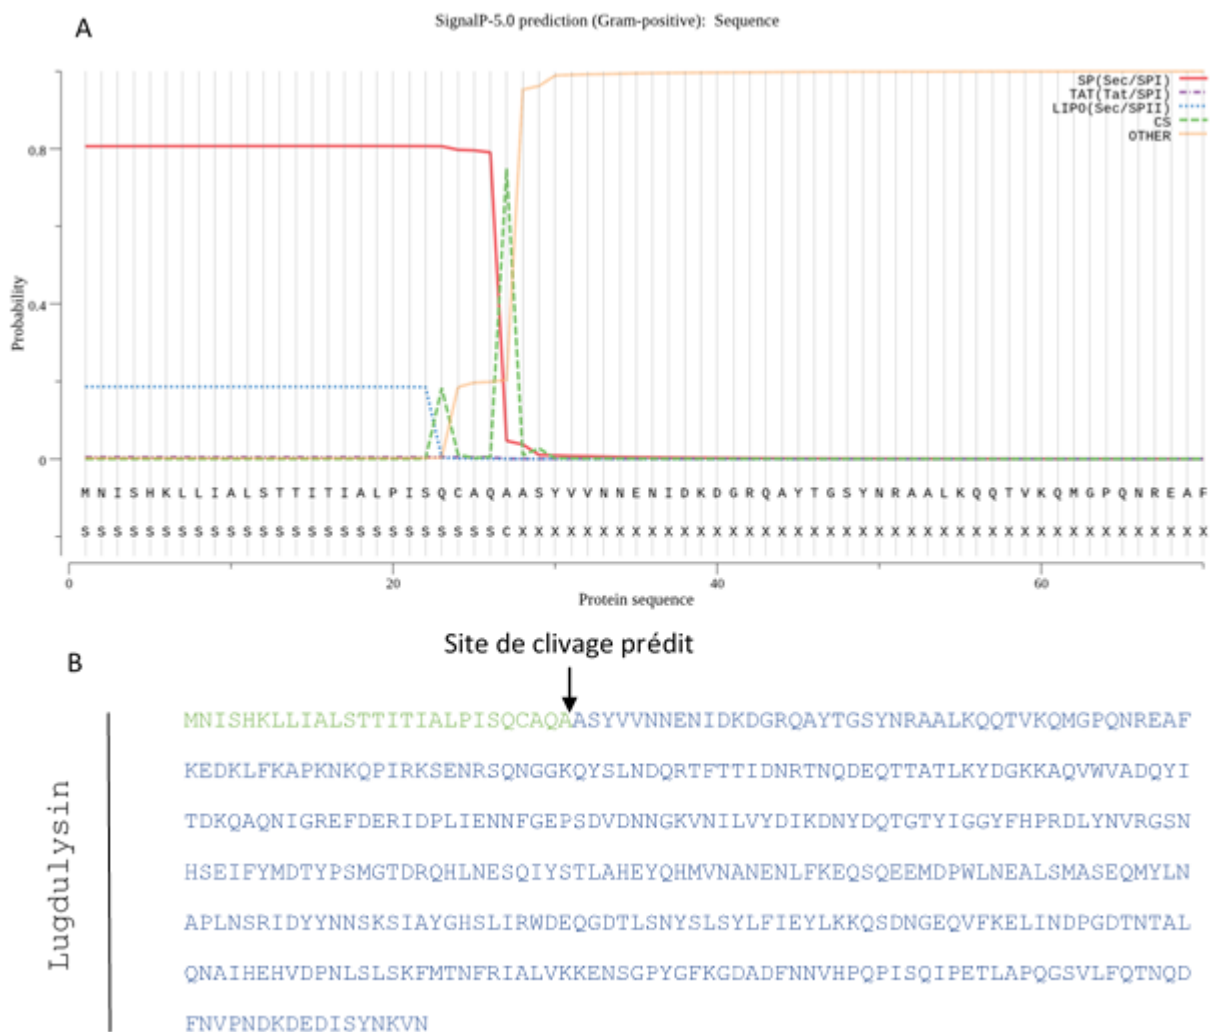 A
SignalP-5.0 prediction (Gram-positive): Sequence
SP(Sec/SPI)
TAT(Tat/SPI)
LIPO(Sec/SPII)
CS
OTHER
Probability
0.8
0.4
0
M N I S H K L L I A L S T T I T I A L P I S Q C A Q A A S Y V V N N E N I D K D G R Q A Y T G S Y N R A A L K Q Q T V K Q M G P Q N R E A F
S S S S S S S S S S S S S S S S S S S S S S S S S S C X X X X X X X X X X X X X X X X X X X X X X X X X X X X X X X X X X X X X X X X X X X
0 20 40 60
Protein sequence
Site de clivage prédit
B
Lugdulysin
MNISHKLLIALSTTITIALPISQCAQAASYVVNNENIDKDGRQAYTGSYNRAALKQQTVKQMGPQNREAF
KEDKLFKAPKNKQPIRKSENRSQNGGKQYSLNDQRTFTTIDNRTNQDEQTTATLKYDGKKAQVWVADQYI
TDKQAQNIGREFDERIDPLIENNFGEPSDVDNNGKVNILVYDIKDNYDQTGTYIGGYFHPRDLYNVRGSN
HSEIFYMDTYPSMGTDRQHLNESQIYSTLAHEYQHMVNANENLFKEQSQEEMDPWLNEALSMASEQMYLN
APLNSRIDYYNNSKSIAYGHSLIRWDEQGDTLSNYSLSYLFIEYLKKQSDNGEQVFKELINDPGDTNTAL
QNAIHEHVDPNLSLSKFMTNFRIALVKKENSGPYGFKGDADFNNVHPQPISQIPETLAPQGSVLFQTNQD
FNVPNDKDEDISYNKVN